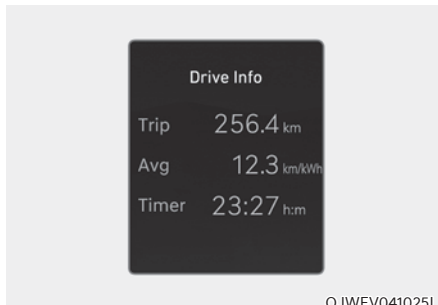 Drive Info
Trip 256.4 km
Avg 12.3 km/kWh
Timer 23:27 h:m
OJWEV041025L